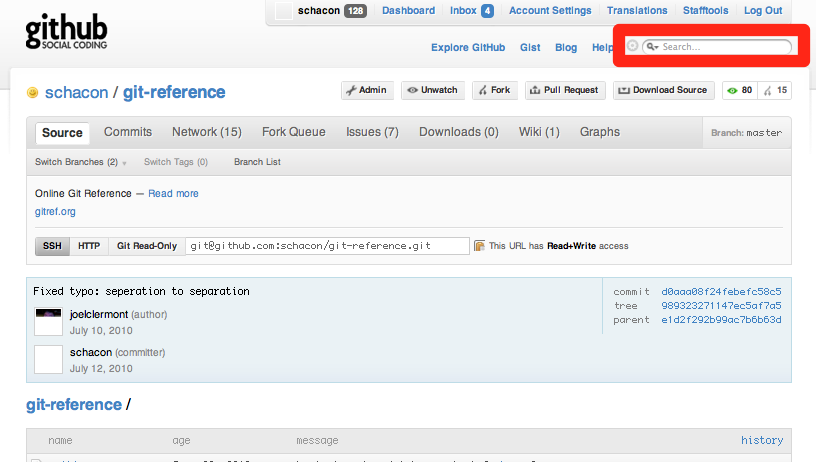 github
SOCIAL CODING
schacon 128 Dashboard Inbox 4 Account Settings Translations Stafftools Log Out
Explore GitHub Gist Blog Help Search...
schacon / git-reference
Admin Unwatch Fork Pull Request Download Source 80 15
Source Commits Network (15) Fork Queue Issues (7) Downloads (0) Wiki (1) Graphs Branch: master
Switch Branches (2) Switch Tags (0) Branch List
Online Git Reference — Read more
gitref.org
SSH HTTP Git Read-Only git@github.com:schacon/git-reference.git This URL has Read+Write access
Fixed typo: seperation to separation
joelclermont (author)
July 10, 2010
schacon (committer)
July 12, 2010
commit d0aaa08f24febefc58c5
tree 989323271147ec5af7a5
parent e1d2f292b99ac7b6b63d
git-reference /
name age message history